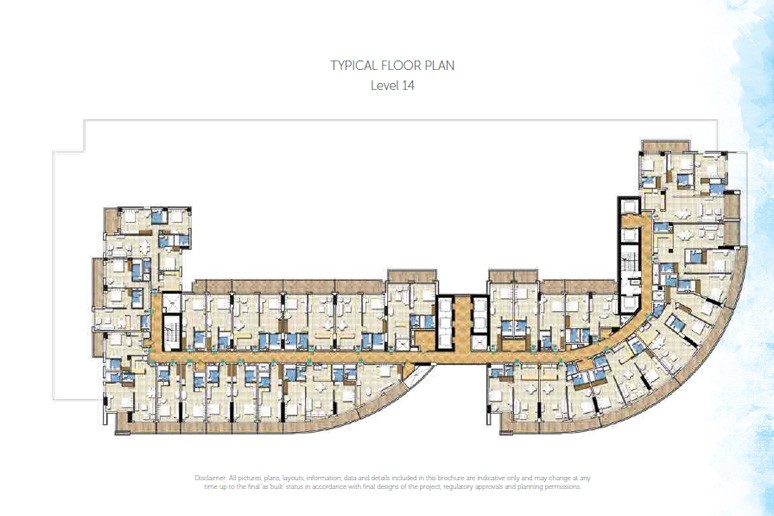 TYPICAL FLOOR PLAN
Level 14
Disclaimer: All pictures, plans, layouts, information, data and details included in this brochure are indicative only and may change at any
time up to the final 'as built' status in accordance with final designs of the project, regulatory approvals and planning permissions.